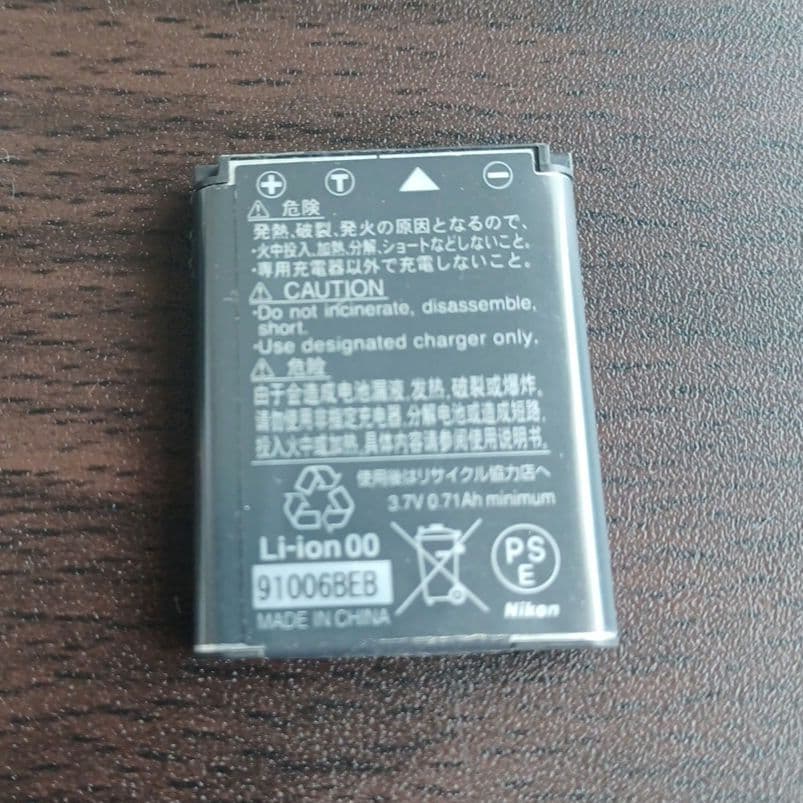 + T −
⚠ 危険
発熱、破裂、発火の原因となるので、
・火中投入、加熱、分解、ショートなどしないこと。
・専用充電器以外で充電しないこと。
⚠ CAUTION
·Do not incinerate, disassemble,
short.
·Use designated charger only.
⚠ 危险
由于会造成电池漏液、发热、破裂或爆炸,
请勿使用非指定充电器、分解电池或造成短路、
投入火中或加热。具体内容请参阅使用说明书。
使用後はリサイクル協力店へ
3.7V 0.71Ah minimum
Li-ion 00
91006BEB
MADE IN CHINA
PS
E
Nikon